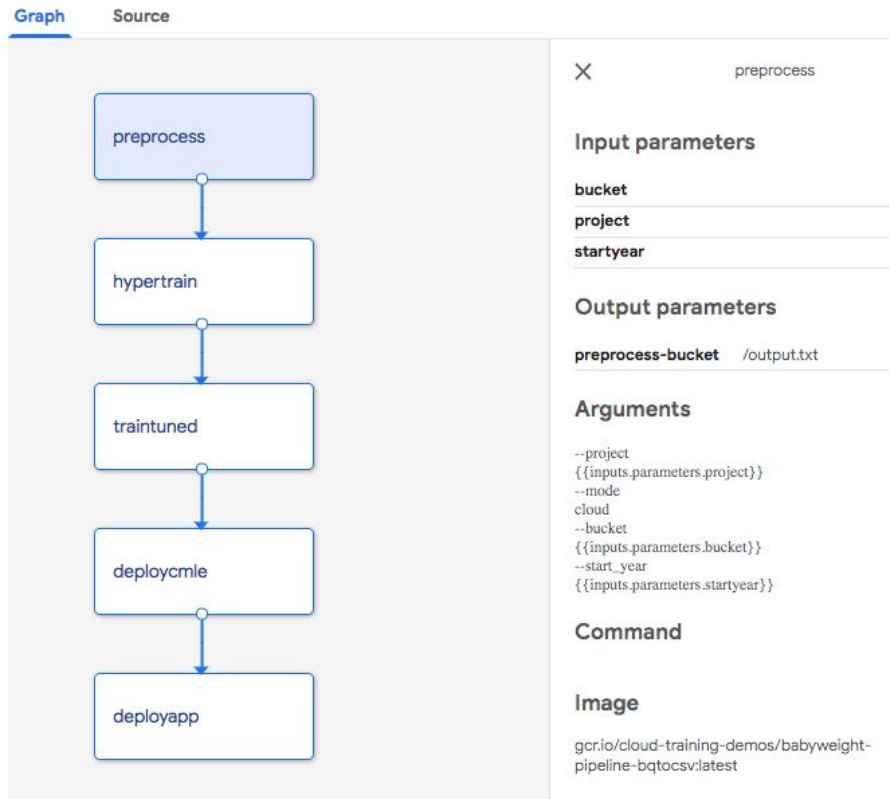 Graph Source
preprocess
hypertrain
traintuned
deploycmle
deployapp
preprocess
Input parameters
bucket
project
startyear
Output parameters
preprocess-bucket /output.txt
Arguments
--project
{{inputs.parameters.project}}
--mode
cloud
--bucket
{{inputs.parameters.bucket}}
--start_year
{{inputs.parameters.startyear}}
Command
Image
gcr.io/cloud-training-demos/babyweight-
pipeline-bqtocsv:latest